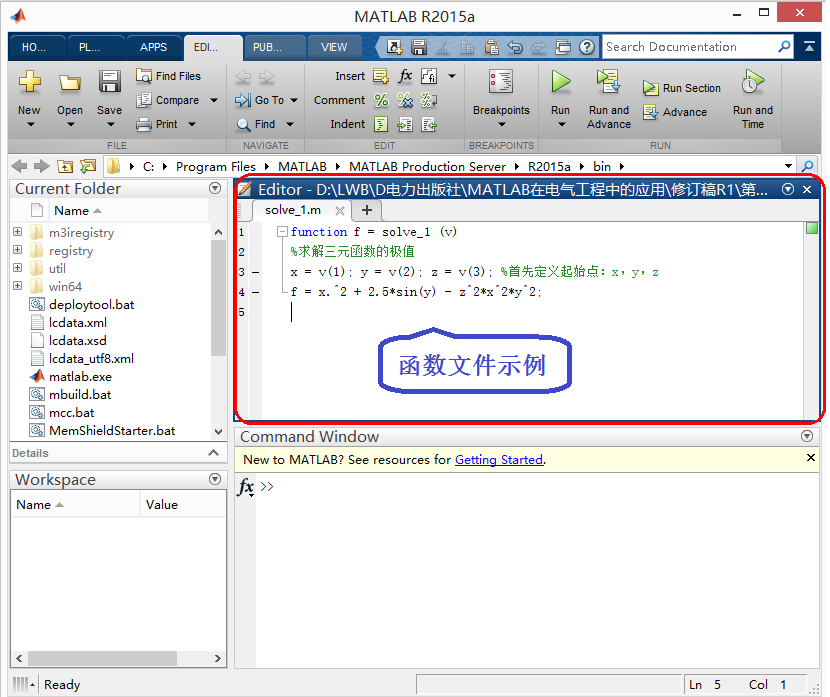 MATLAB R2015a
HO... PL... APPS EDI... PUB... VIEW Search Documentation
New Open Save Find Files Compare Print
FILE
Go To Find
NAVIGATE
Insert fx Comment Indent
EDIT
Breakpoints
BREAKPOINTS
Run Run and Advance Run Section Advance Run and Time
RUN
C: Program Files MATLAB MATLAB Production Server R2015a bin
Current Folder
Name
m3iregistry
registry
util
win64
deploytool.bat
lcdata.xml
lcdata.xsd
lcdata_utf8.xml
matlab.exe
mbuild.bat
mcc.bat
MemShieldStarter.bat
Details
Workspace
Name Value
Editor - D:\LWB\D电力出版社\MATLAB在电气工程中的应用\修订稿R1\第...
solve_1.m
1 function f = solve_1 (v)
2 %求解三元函数的极值
3 – x = v(1); y = v(2); z = v(3); %首先定义起始点：x，y，z
4 – f = x.^2 + 2.5*sin(y) - z^2*x^2*y^2;
5
函数文件示例
Command Window
New to MATLAB? See resources for Getting Started.
fx >>
Ready
Ln 5 Col 1